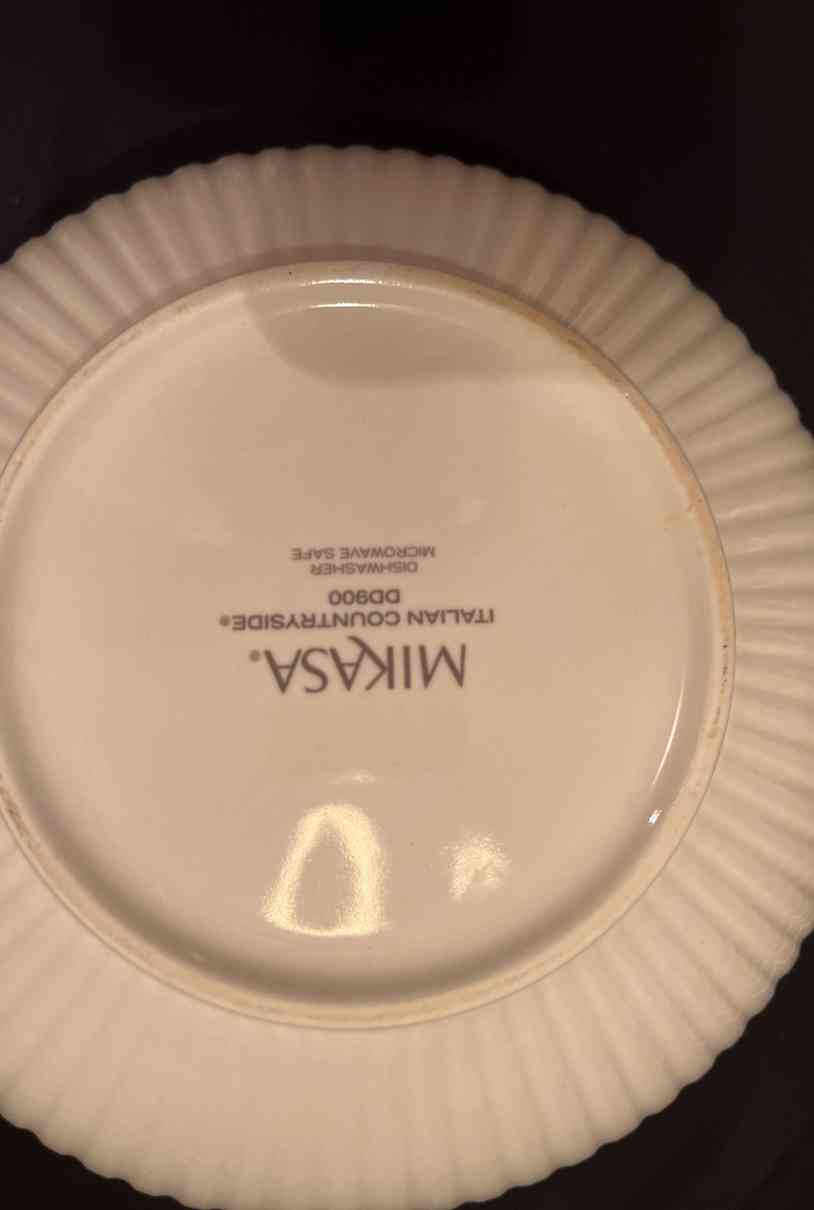 MIKASA®
ITALIAN COUNTRYSIDE®
DD900
DISHWASHER
MICROWAVE SAFE